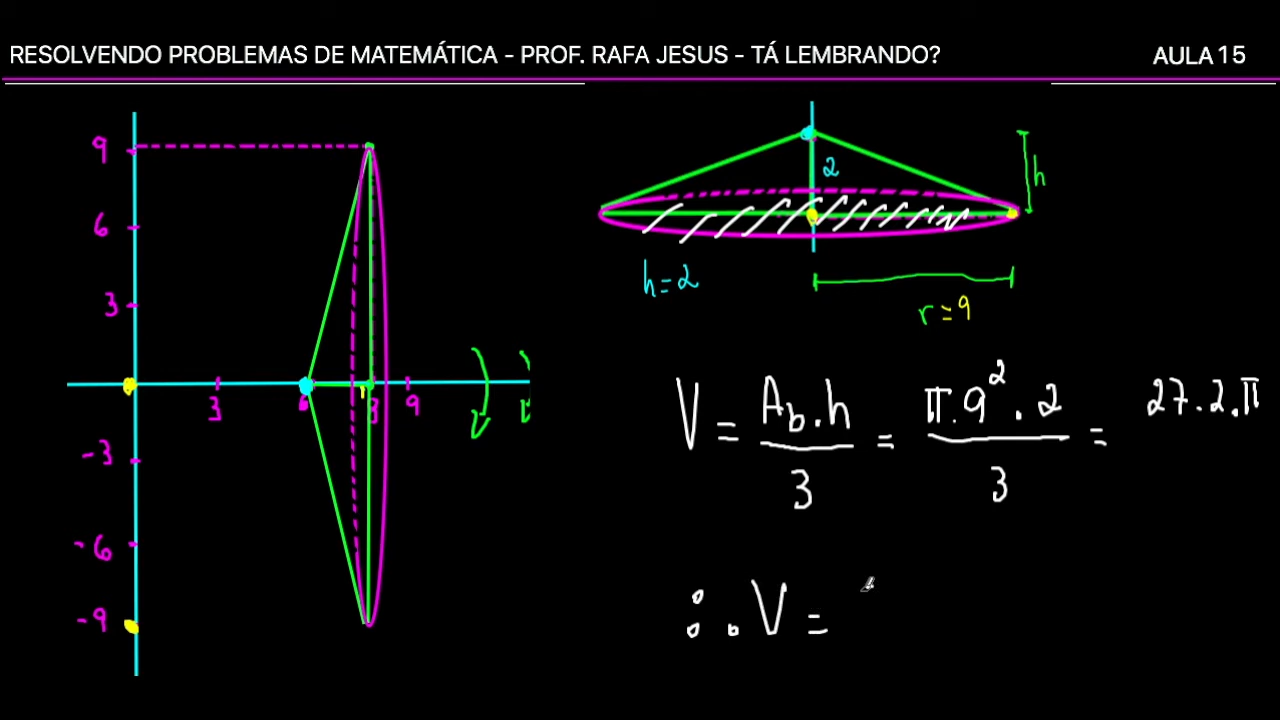 RESOLVENDO PROBLEMAS DE MATEMÁTICA - PROF. RAFA JESUS - TÁ LEMBRANDO?
AULA 15
9
6
3
3
6
8
9
-3
-6
-9
2
h
h=2
r=9
V = Ab.h/3 = π.9².2/3 = 27.2.π
∴ V =